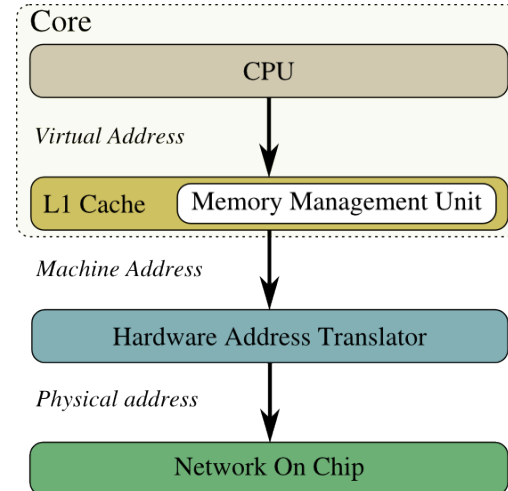 Core
CPU
Virtual Address
L1 Cache
Memory Management Unit
Machine Address
Hardware Address Translator
Physical address
Network On Chip